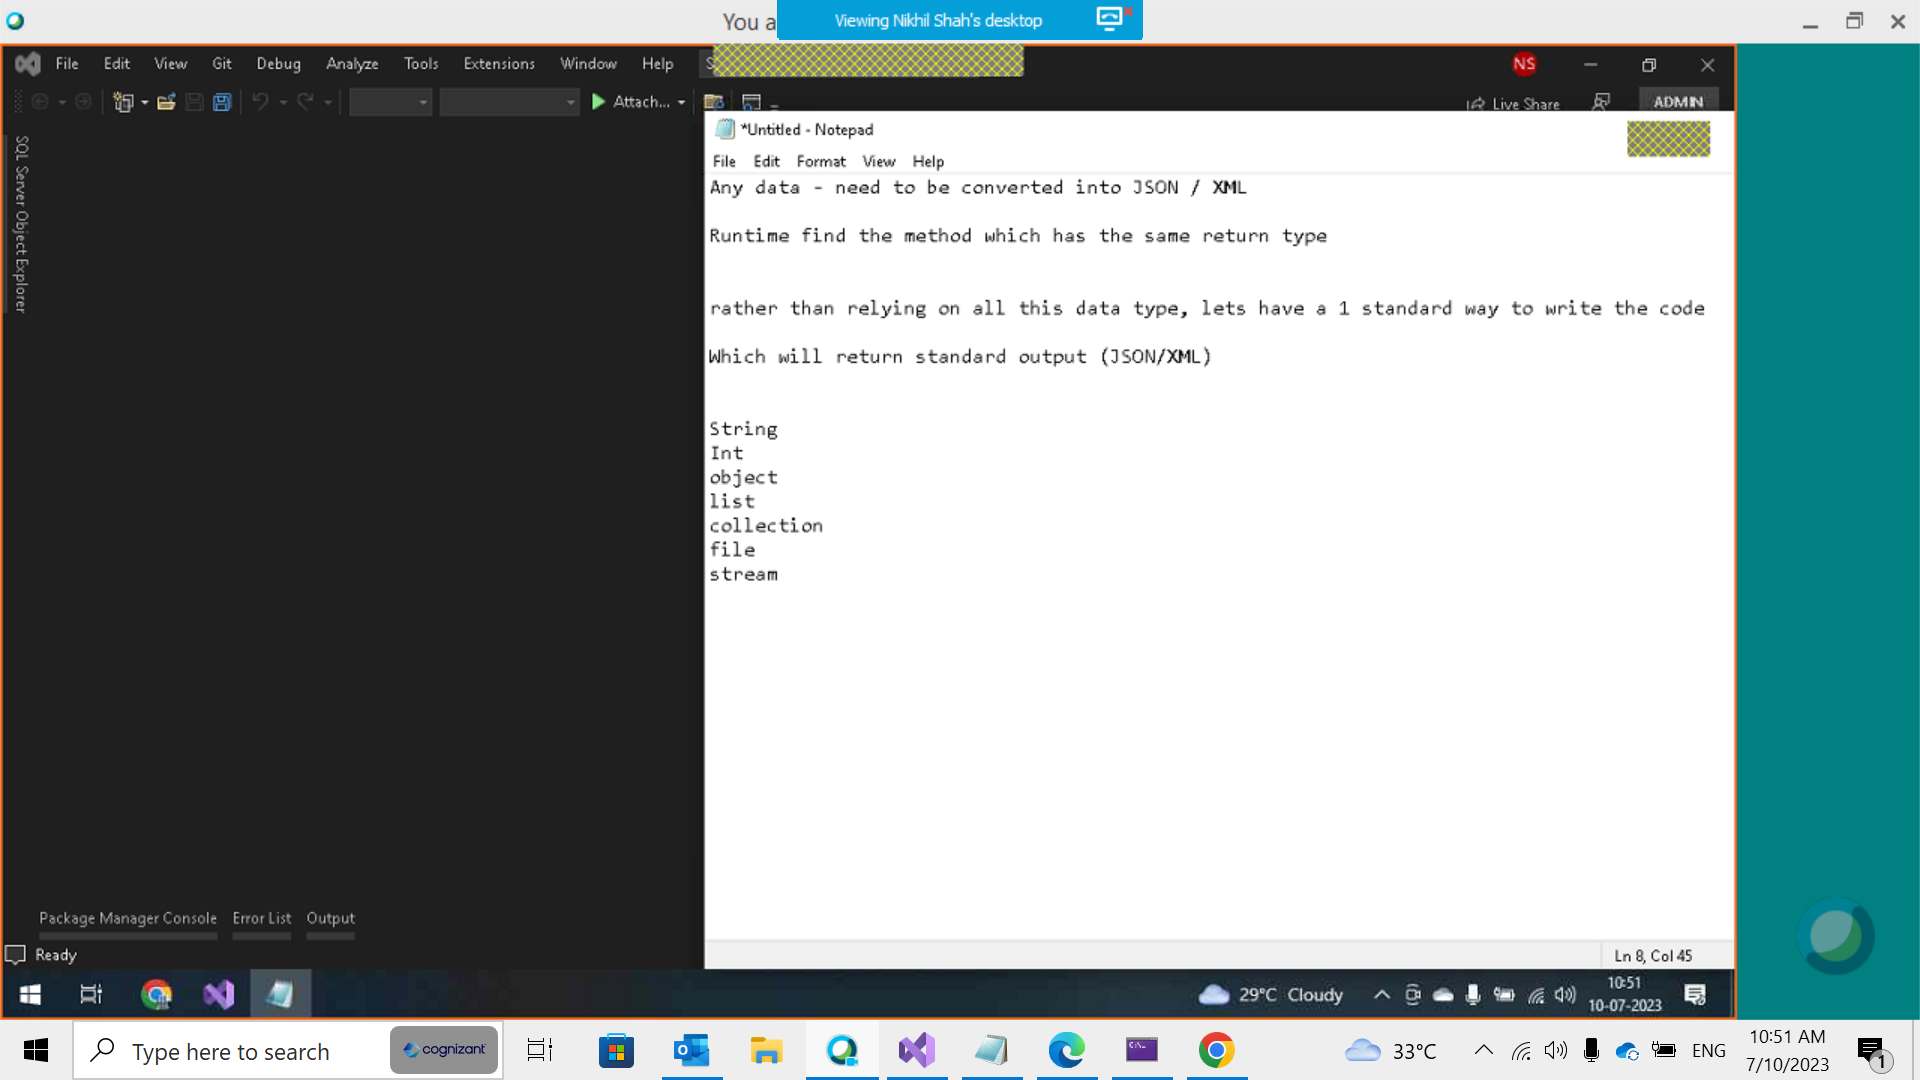 You a
Viewing Nikhil Shah's desktop
File Edit View Git Debug Analyze Tools Extensions Window Help S
NS
Attach...
Live Share
ADMIN
SQL Server Object Explorer
*Untitled - Notepad
File Edit Format View Help
Any data - need to be converted into JSON / XML
Runtime find the method which has the same return type
rather than relying on all this data type, lets have a 1 standard way to write the code
Which will return standard output (JSON/XML)
String
Int
object
list
collection
file
stream
Package Manager Console Error List Output
Ready
Ln 8, Col 45
29°C Cloudy
10:51
10-07-2023
Type here to search
cognizant
33°C
ENG
10:51 AM
7/10/2023
1